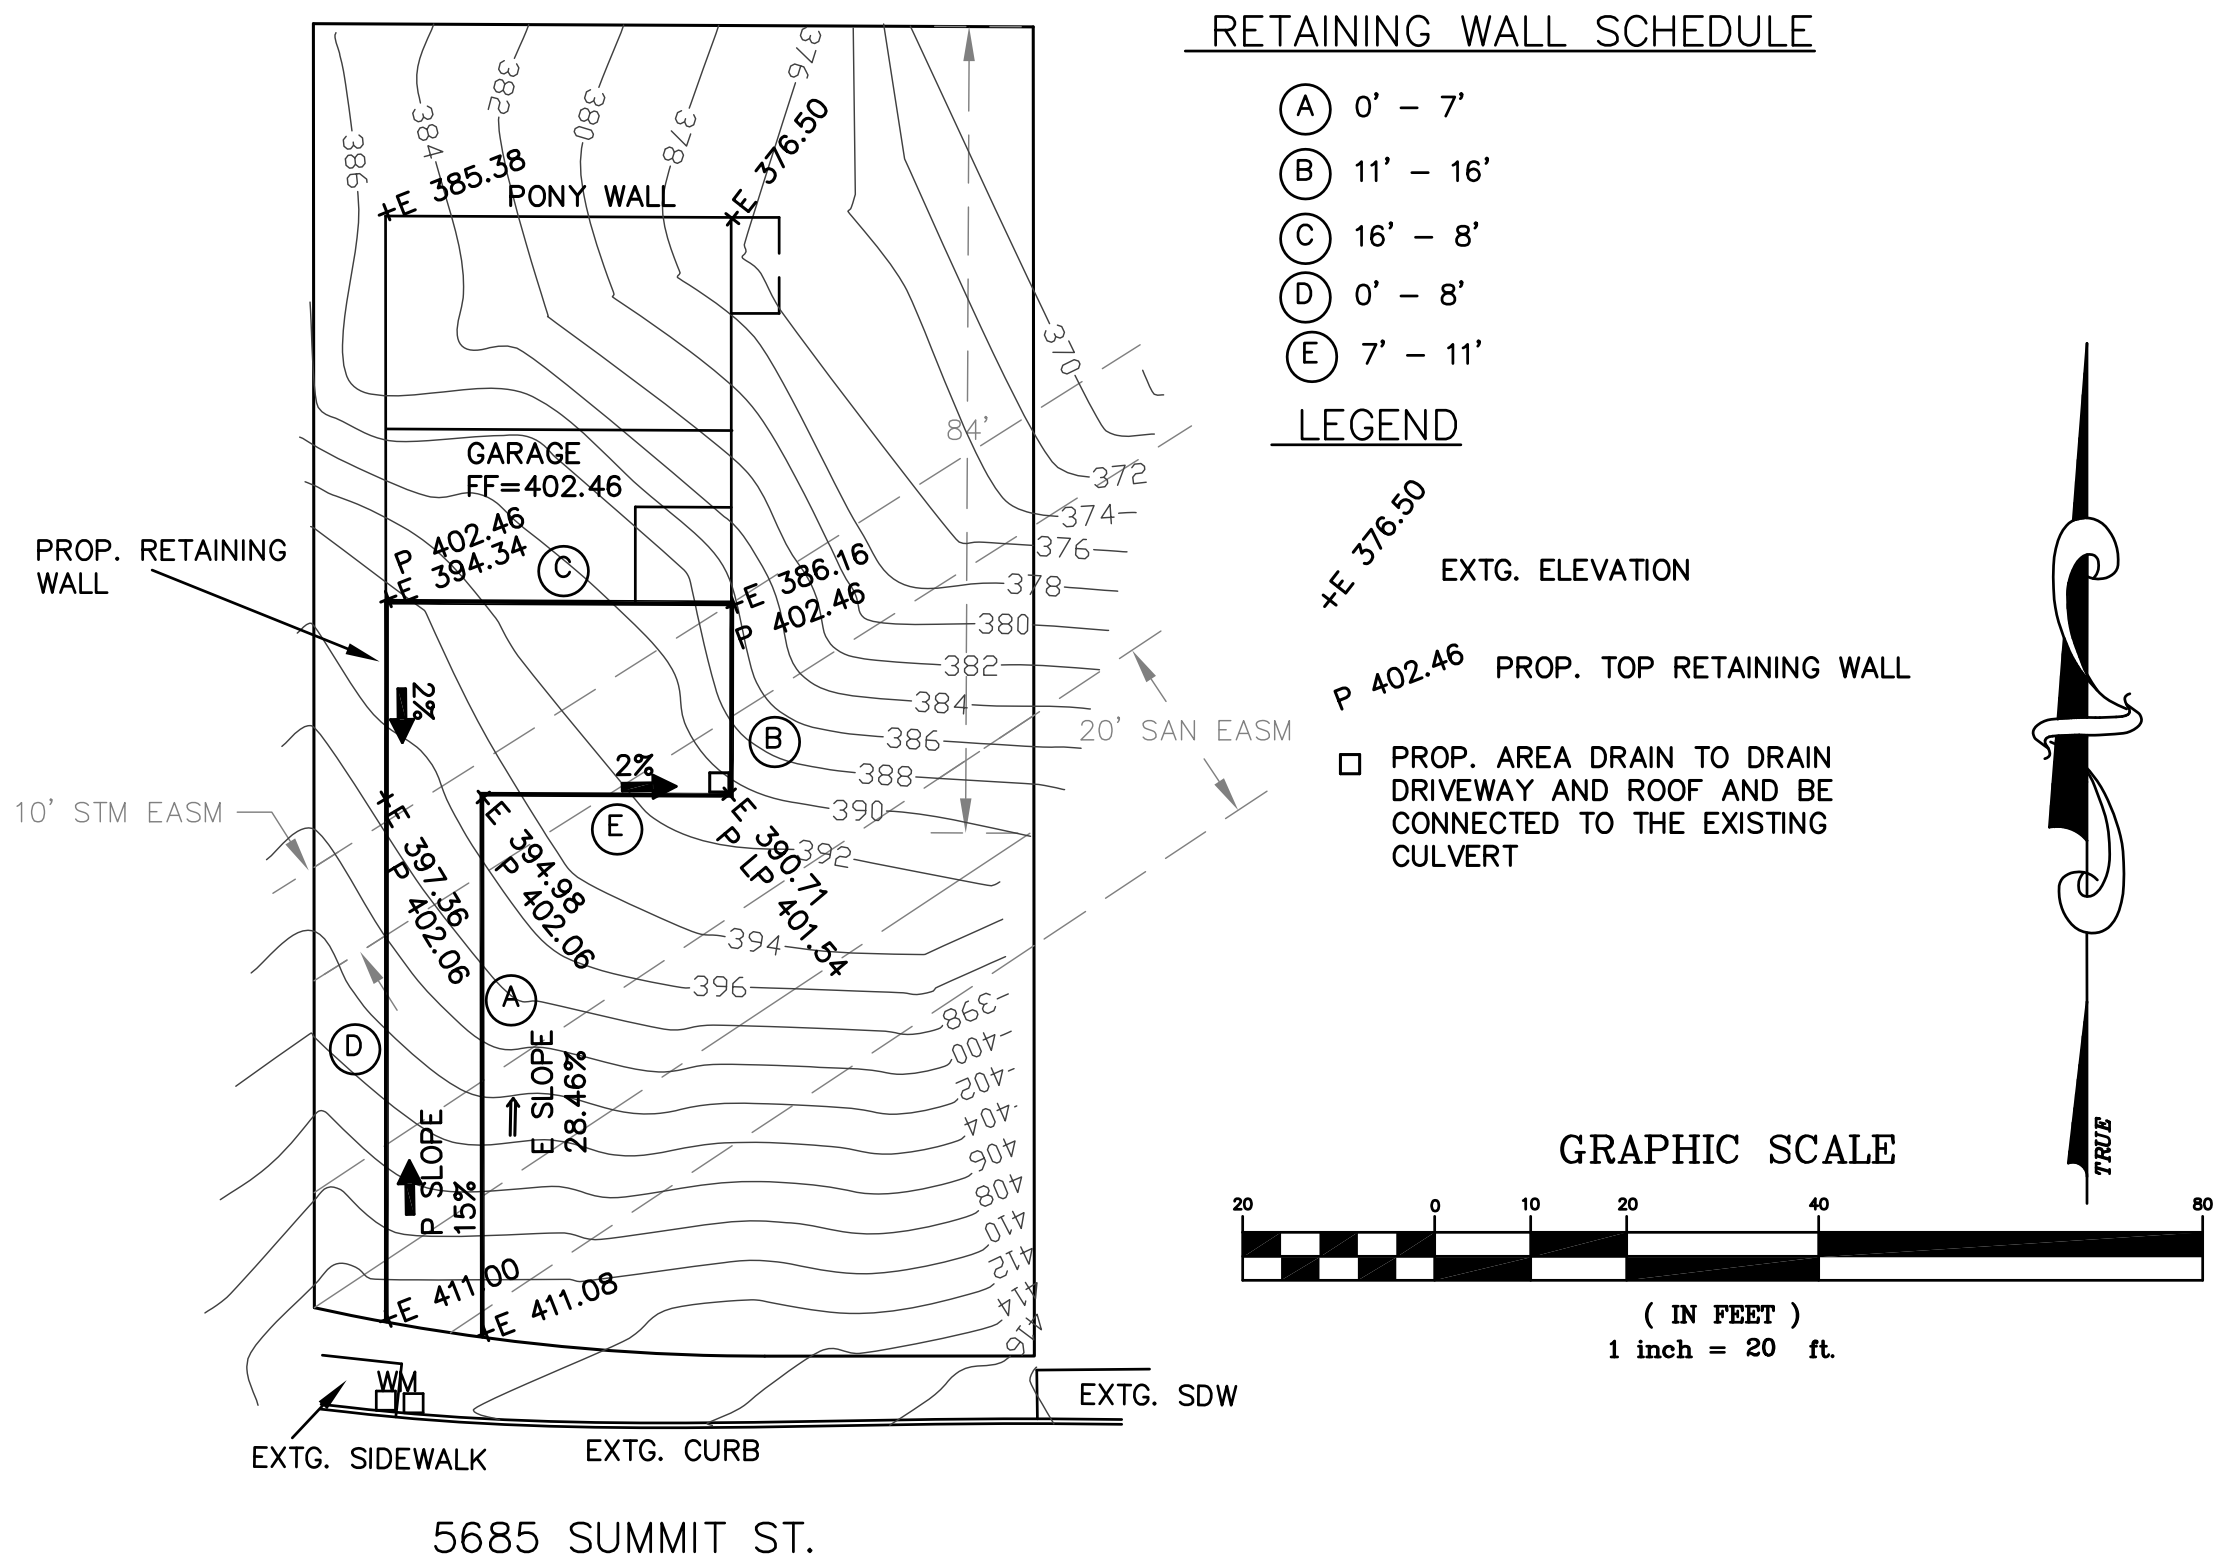 RETAINING WALL SCHEDULE
A 0' - 7'
B 11' - 16'
C 16' - 8'
D 0' - 8'
E 7' - 11'
LEGEND
+E 376.50
EXTG. ELEVATION
P 402.46 PROP. TOP RETAINING WALL
PROP. AREA DRAIN TO DRAIN
DRIVEWAY AND ROOF AND BE
CONNECTED TO THE EXISTING
CULVERT
TRUE
GRAPHIC SCALE
20 0 10 20 40 80
( IN FEET )
1 inch = 20 ft.
386
384
382
380
378
376
E 376.50
E 385.38
PONY WALL
370
84'
372
374
376
378
380
382
384
386
388
390
392
394
396
398
400
402
404
406
408
410
412
414
416
GARAGE
FF=402.46
P 402.46
E 394.34
C
E 386.16
P 402.46
PROP. RETAINING
WALL
2%
2%
B
E
20' SAN EASM
10' STM EASM
E 397.36
P 402.06
E 394.98
P 402.06
E 390.71
P LP 401.54
A
D
E SLOPE
28.46%
P SLOPE
15%
E 411.00
E 411.08
WM
EXTG. SDW
EXTG. SIDEWALK
EXTG. CURB
5685 SUMMIT ST.